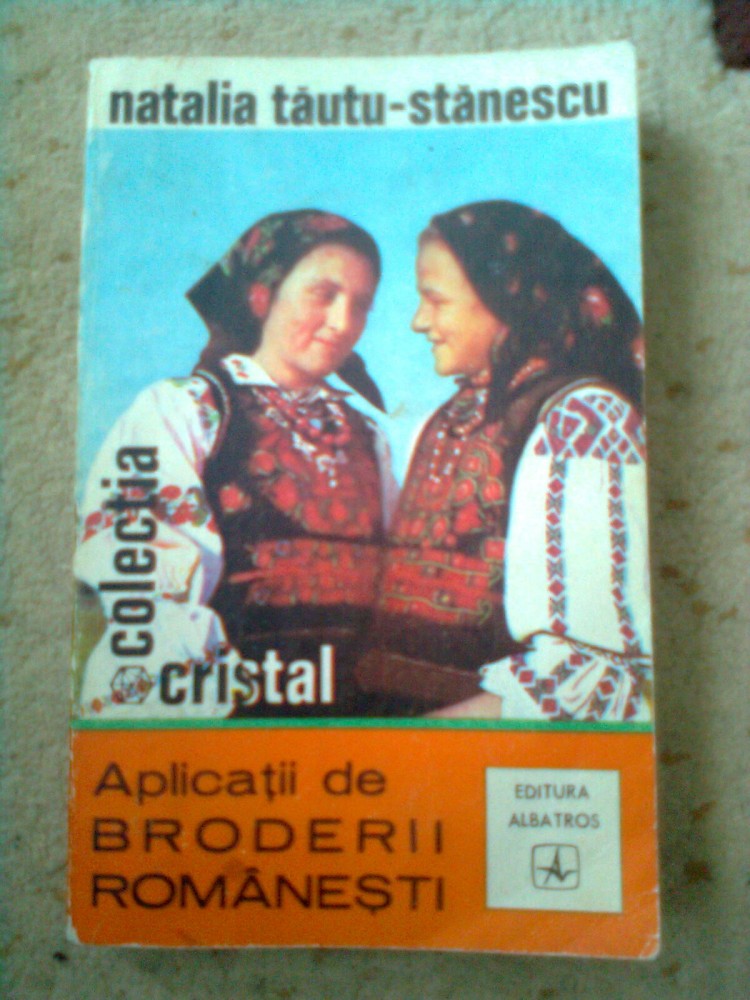 natalia tăutu-stănescu
colecția
cristal
Aplicații de
BRODERII
ROMÂNEȘTI
EDITURA
ALBATROS